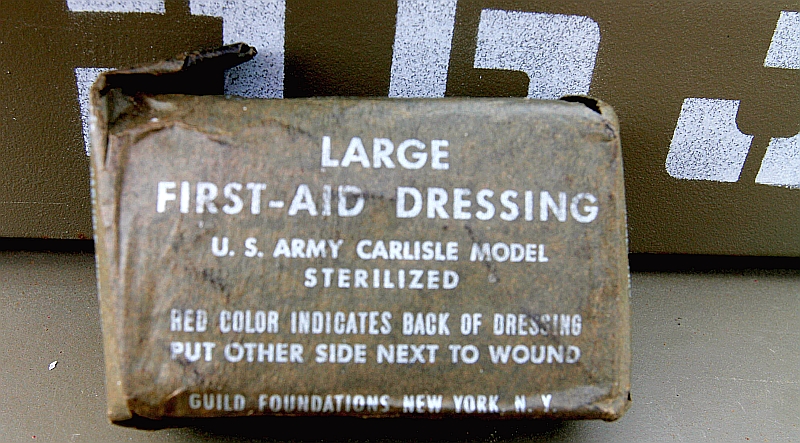 LARGE
FIRST-AID DRESSING
U. S. ARMY CARLISLE MODEL
STERILIZED
RED COLOR INDICATES BACK OF DRESSING
PUT OTHER SIDE NEXT TO WOUND
GUILD FOUNDATIONS NEW YORK, N. Y.